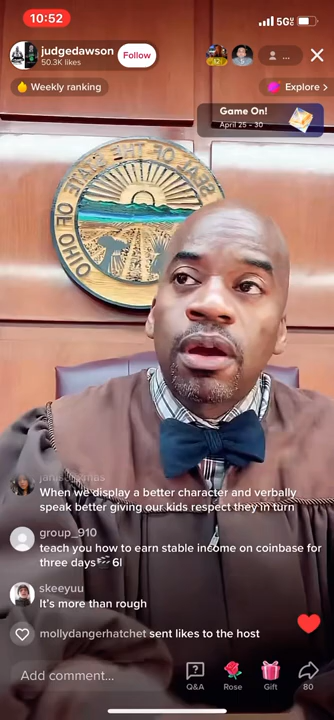 10:52
5G
judgedawson
50.3K likes
Follow
...
Weekly ranking
Explore >
Game On!
April 25 - 30
THE SEAL OF THE STATE OF OHIO
When we display a better character and verbally
speak better giving our kids respect they in turn
group_910
teach you how to earn stable income on coinbase for
three days🎬 6l
skeeyuu
It's more than rough
mollydangerhatchet sent likes to the host
Add comment...
Q&A
Rose
Gift
80